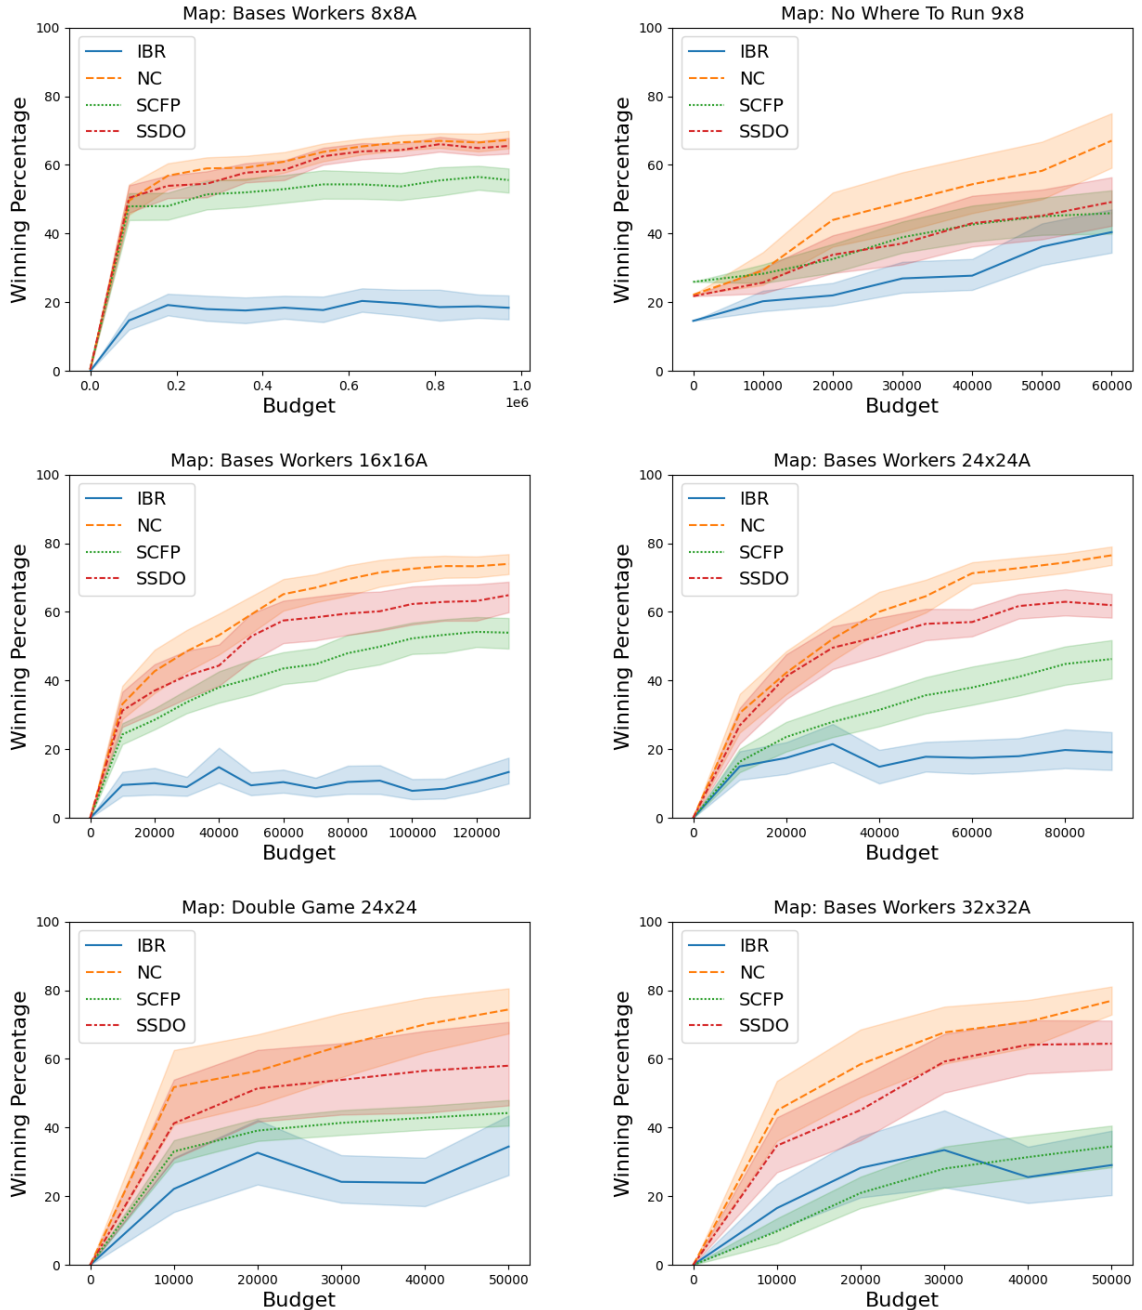 Map: Bases Workers 8x8A
100
80
60
40
20
0
Winning Percentage
IBR
NC
SCFP
SSDO
0.0 0.2 0.4 0.6 0.8 1.0
1e6
Budget
Map: No Where To Run 9x8
100
80
60
40
20
0
Winning Percentage
IBR
NC
SCFP
SSDO
0 10000 20000 30000 40000 50000 60000
Budget
Map: Bases Workers 16x16A
100
80
60
40
20
0
Winning Percentage
IBR
NC
SCFP
SSDO
0 20000 40000 60000 80000 100000 120000
Budget
Map: Bases Workers 24x24A
100
80
60
40
20
0
Winning Percentage
IBR
NC
SCFP
SSDO
0 20000 40000 60000 80000
Budget
Map: Double Game 24x24
100
80
60
40
20
0
Winning Percentage
IBR
NC
SCFP
SSDO
0 10000 20000 30000 40000 50000
Budget
Map: Bases Workers 32x32A
100
80
60
40
20
0
Winning Percentage
IBR
NC
SCFP
SSDO
0 10000 20000 30000 40000 50000
Budget